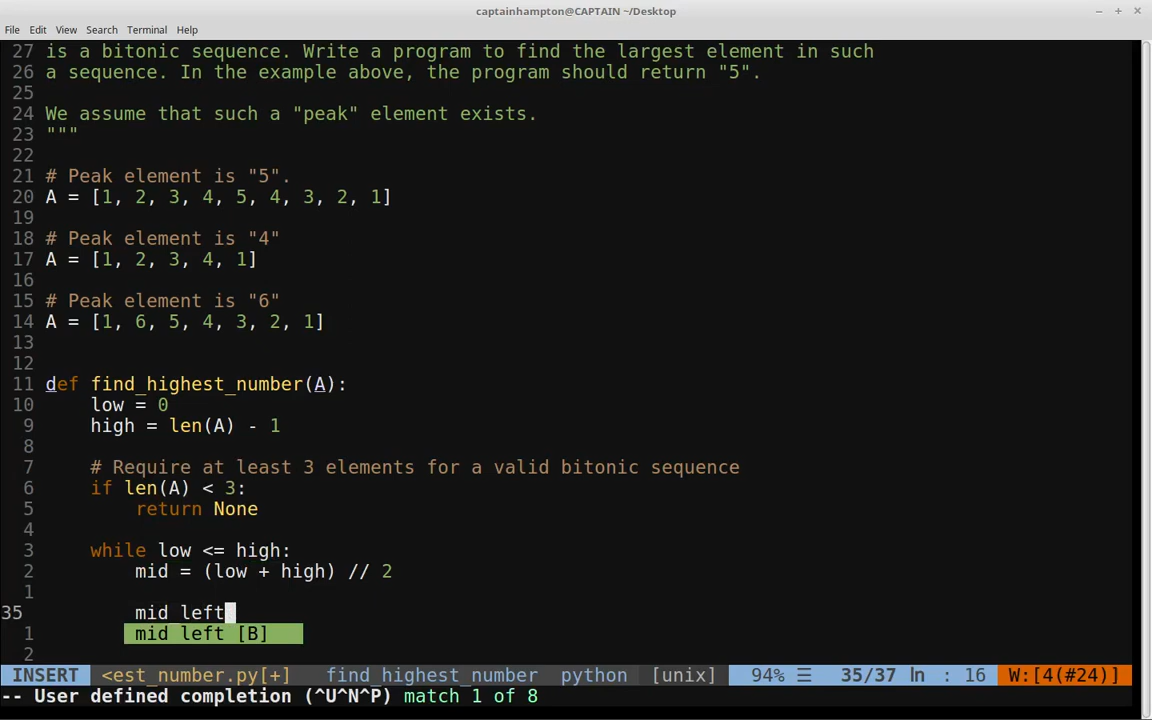 captainhampton@CAPTAIN ~/Desktop
File Edit View Search Terminal Help
27 is a bitonic sequence. Write a program to find the largest element in such
26 a sequence. In the example above, the program should return "5".
25
24 We assume that such a "peak" element exists.
23 """
22
21 # Peak element is "5".
20 A = [1, 2, 3, 4, 5, 4, 3, 2, 1]
19
18 # Peak element is "4"
17 A = [1, 2, 3, 4, 1]
16
15 # Peak element is "6"
14 A = [1, 6, 5, 4, 3, 2, 1]
13
12
11 def find_highest_number(A):
10     low = 0
9     high = len(A) - 1
8
7     # Require at least 3 elements for a valid bitonic sequence
6     if len(A) < 3:
5         return None
4
3     while low <= high:
2         mid = (low + high) // 2
1
35         mid_left
1         mid_left [B]
2
INSERT <est_number.py[+] find_highest_number python [unix] 94% ☰ 35/37 ln : 16 W:[4(#24)]
-- User defined completion (^U^N^P) match 1 of 8